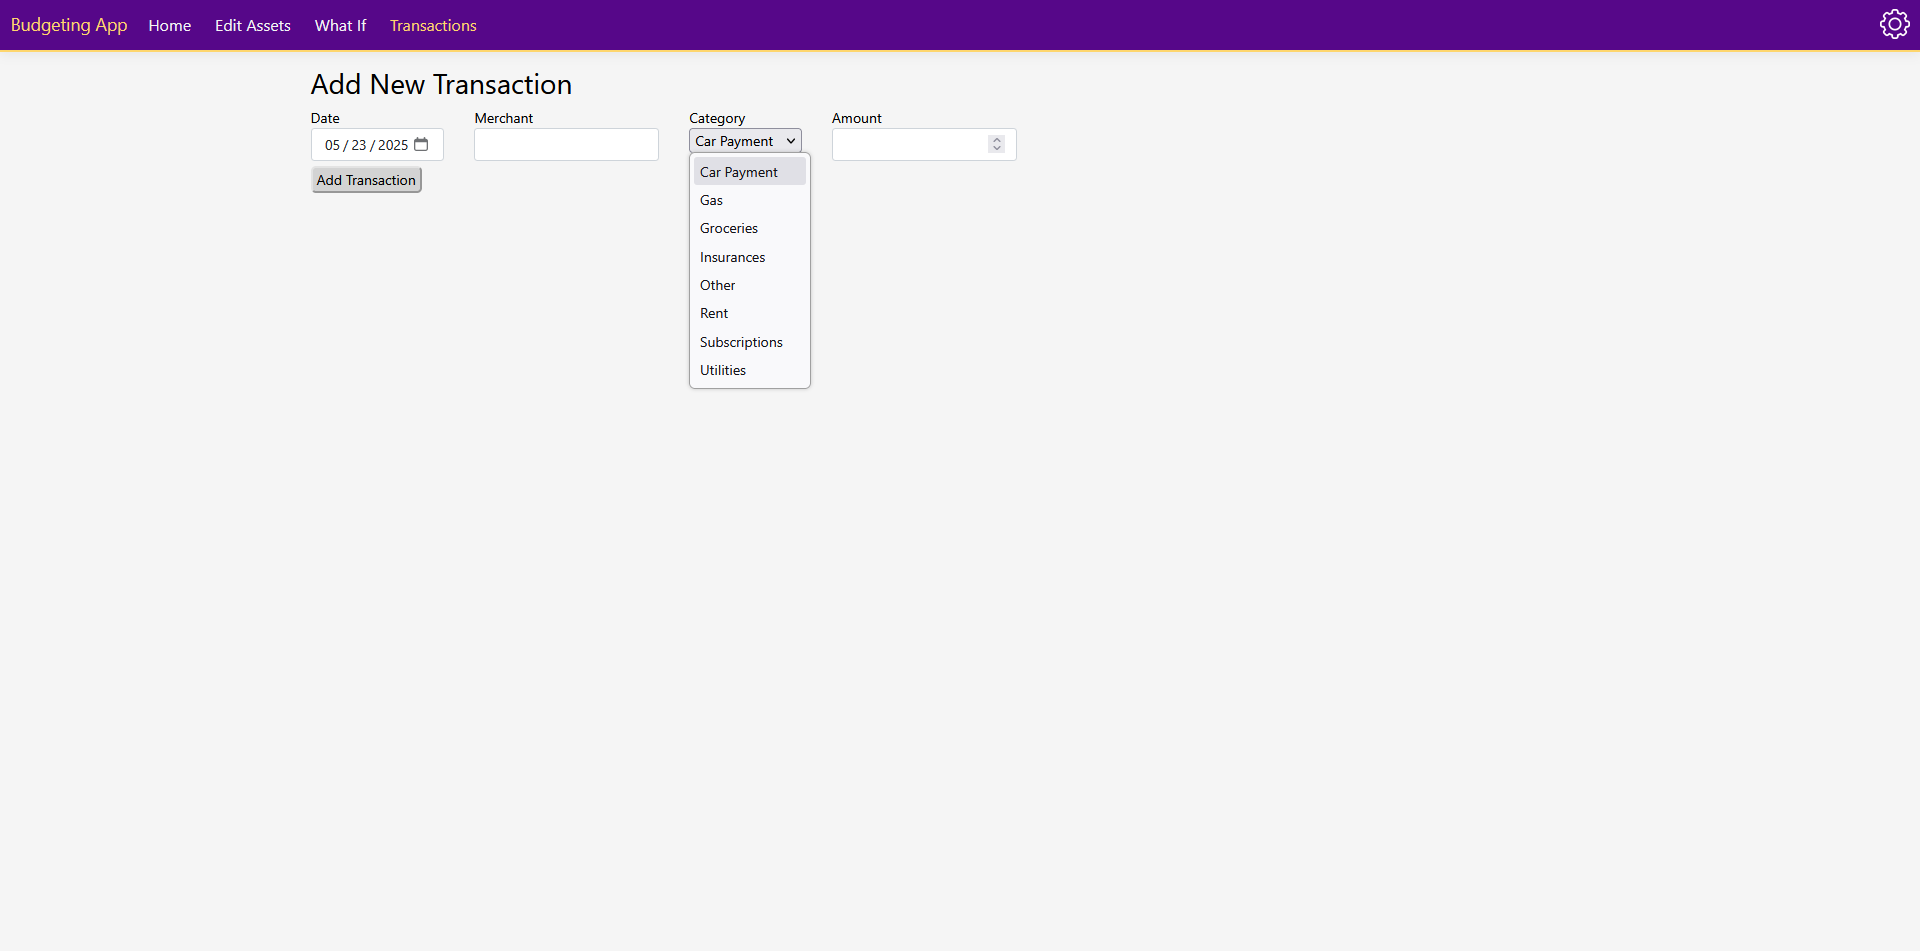 Budgeting App Home Edit Assets What If Transactions
Add New Transaction
Date Merchant Category Amount
05 / 23 / 2025 Car Payment
Add Transaction
Car Payment
Gas
Groceries
Insurances
Other
Rent
Subscriptions
Utilities